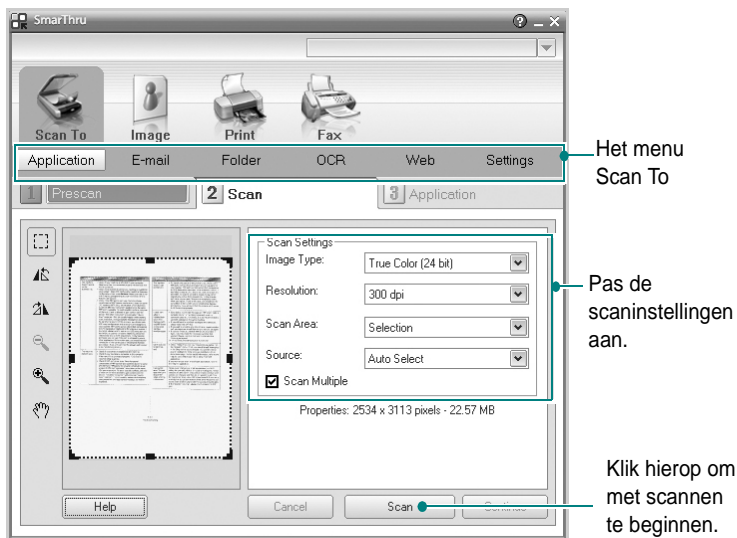 SmarThru
Scan To
Image
Print
Fax
Application
E-mail
Folder
OCR
Web
Settings
Het menu
Scan To
1 Prescan
2 Scan
3 Application
Scan Settings
Image Type:
True Color (24 bit)
Resolution:
300 dpi
Scan Area:
Selection
Source:
Auto Select
Scan Multiple
Properties: 2534 x 3113 pixels - 22.57 MB
Pas de
scaninstellingen
aan.
Help
Cancel
Scan
Continue
Klik hierop om
met scannen
te beginnen.